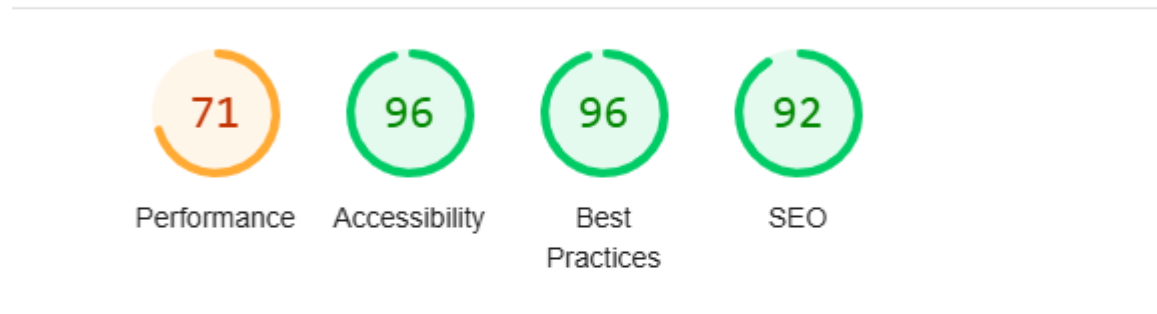 71
96
96
92
Performance
Accessibility
Best
Practices
SEO